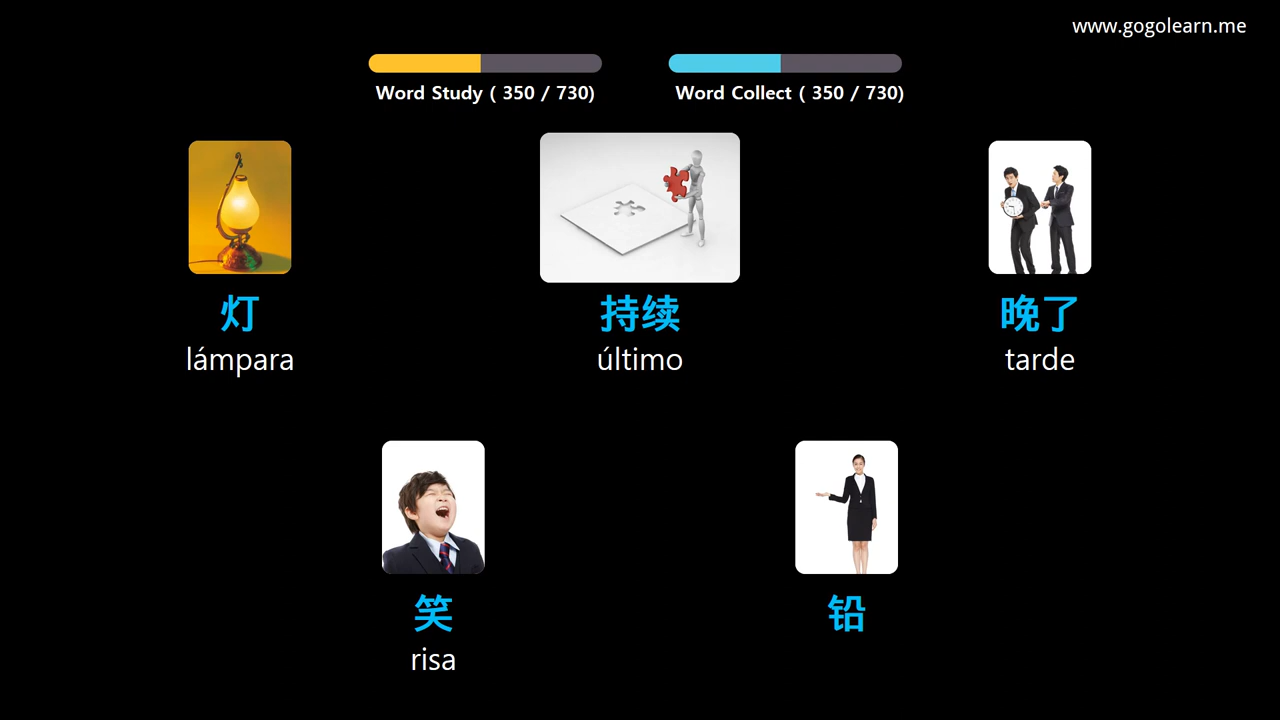 www.gogolearn.me
Word Study ( 350 / 730)
Word Collect ( 350 / 730)
灯
lámpara
持续
último
晚了
tarde
笑
risa
铅